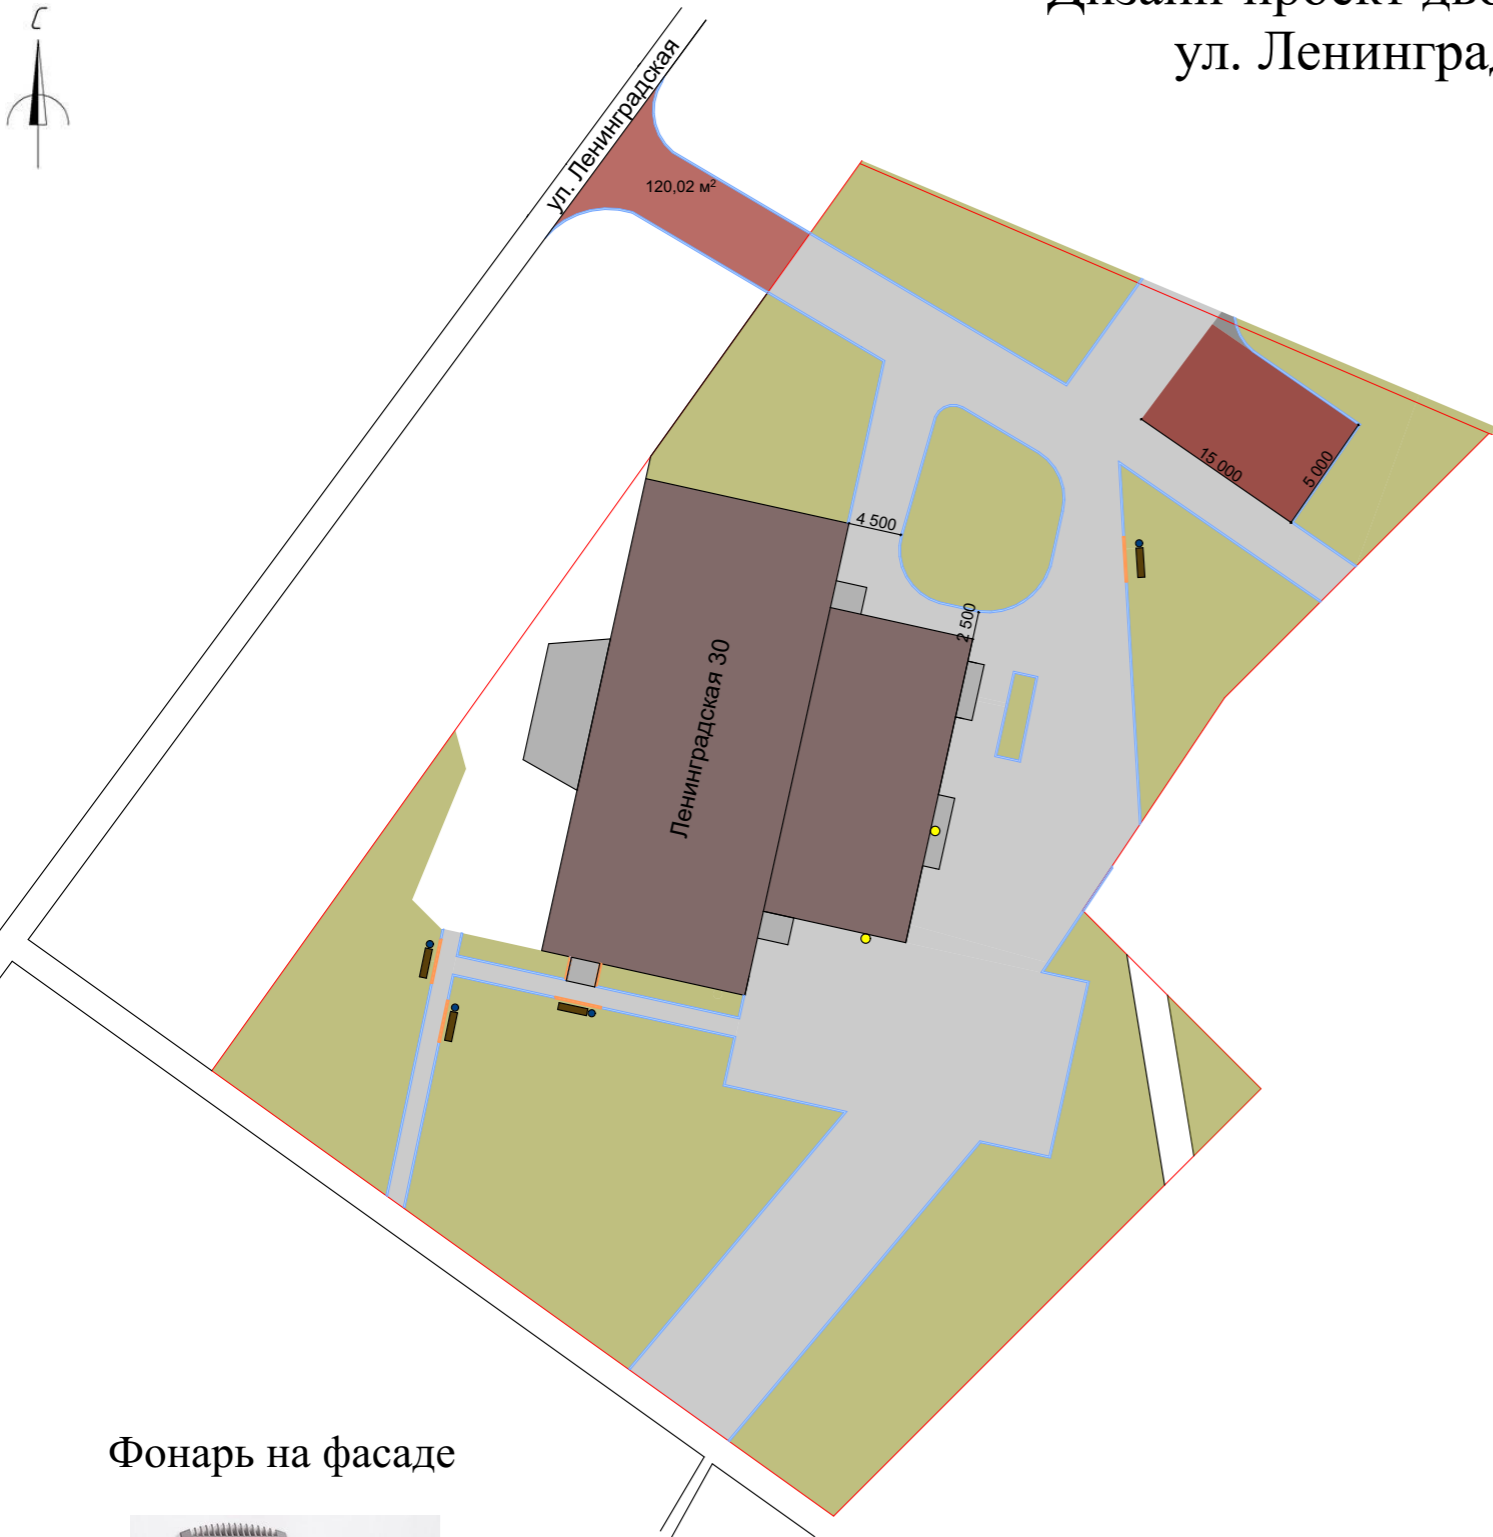 С
ул. Ленинград
ул. Ленинградская
120,02 м²
15 000
5 000
4 500
2 500
Ленинградская 30
Фонарь на фасаде